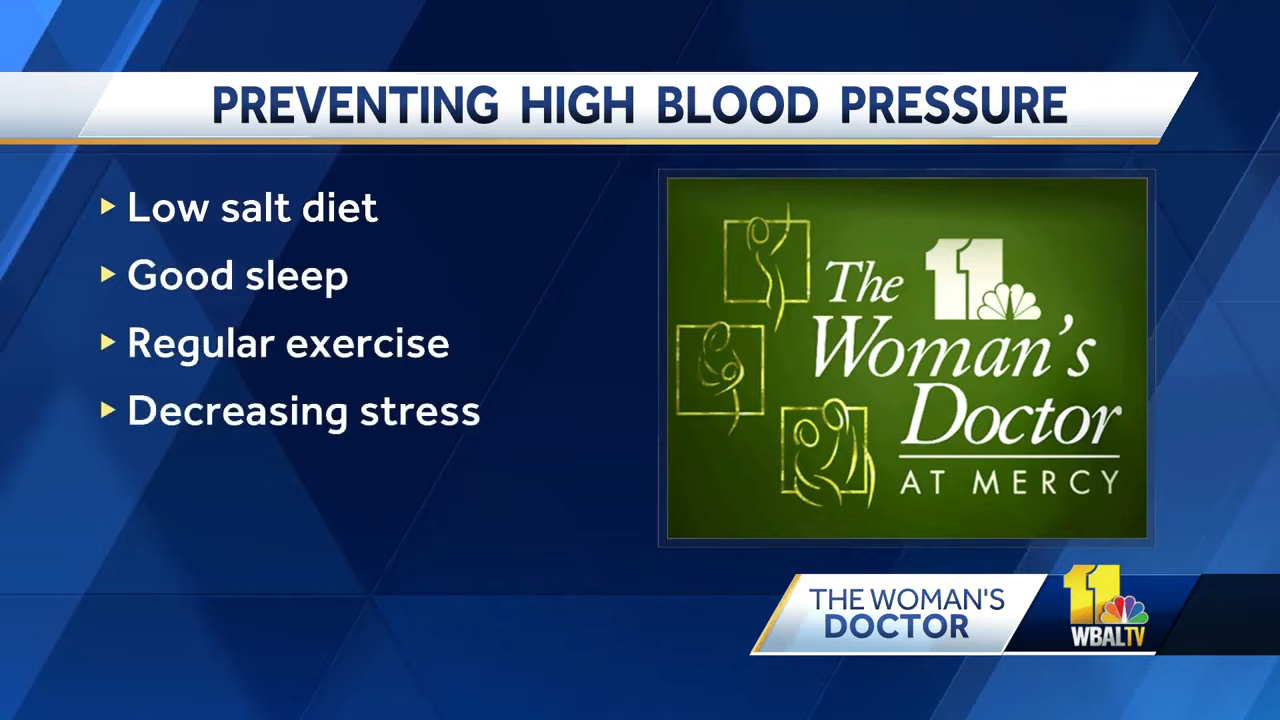 PREVENTING HIGH BLOOD PRESSURE
Low salt diet
Good sleep
Regular exercise
Decreasing stress
11
The
Woman's
Doctor
AT MERCY
THE WOMAN'S
DOCTOR
11
WBALTV